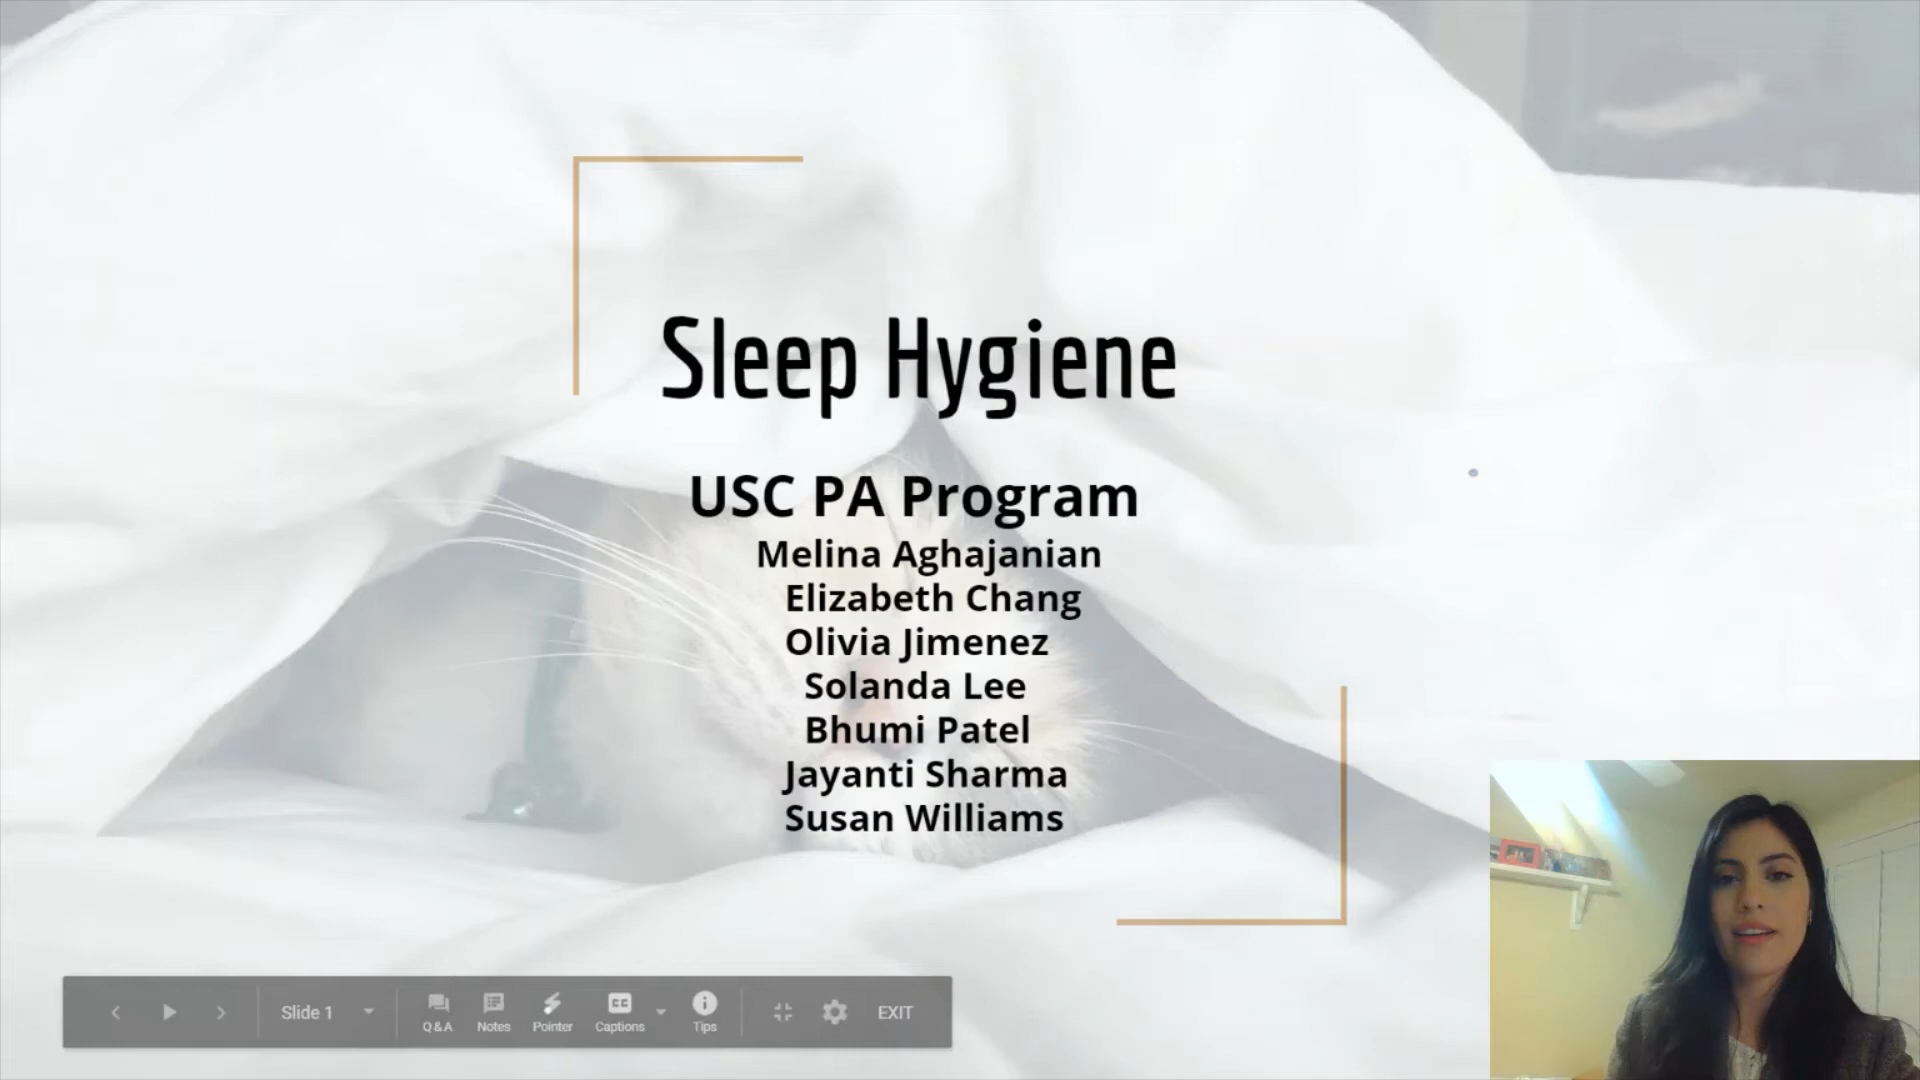 Sleep Hygiene
USC PA Program
Melina Aghajanian
Elizabeth Chang
Olivia Jimenez
Solanda Lee
Bhumi Patel
Jayanti Sharma
Susan Williams
Slide 1
Q&A
Notes
Pointer
CC
Captions
Tips
EXIT